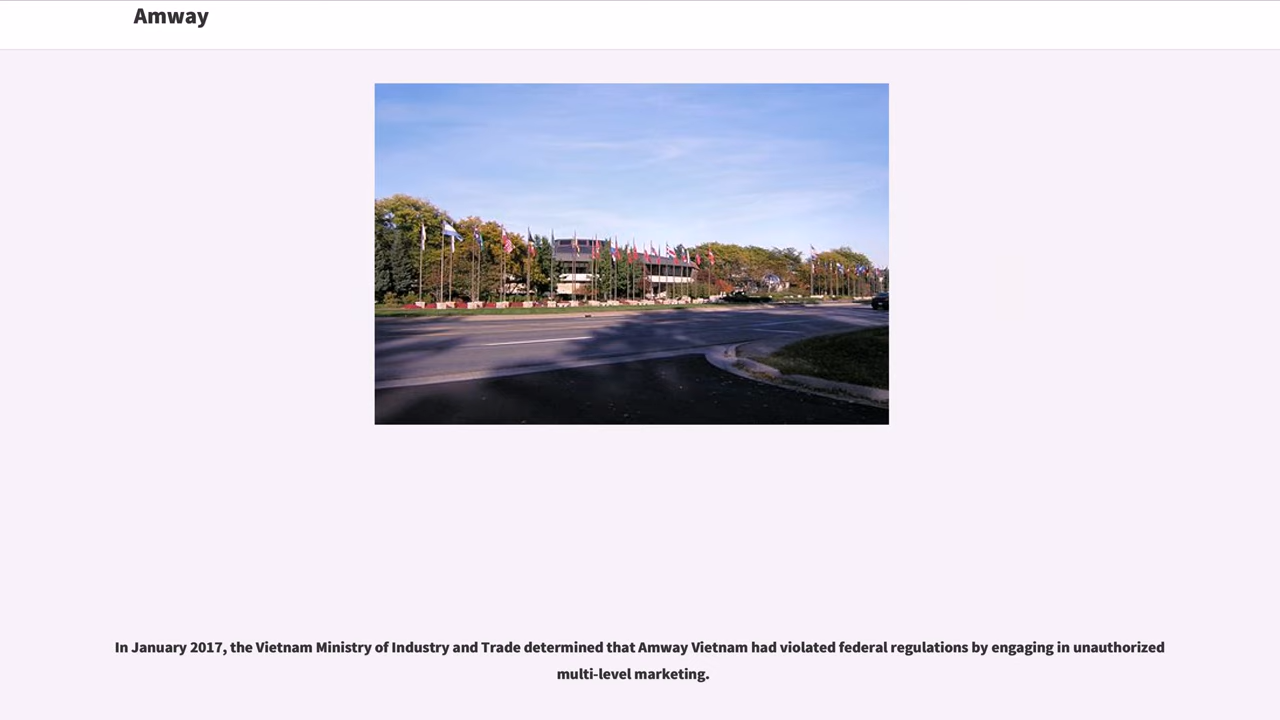 Amway
In January 2017, the Vietnam Ministry of Industry and Trade determined that Amway Vietnam had violated federal regulations by engaging in unauthorized
multi-level marketing.